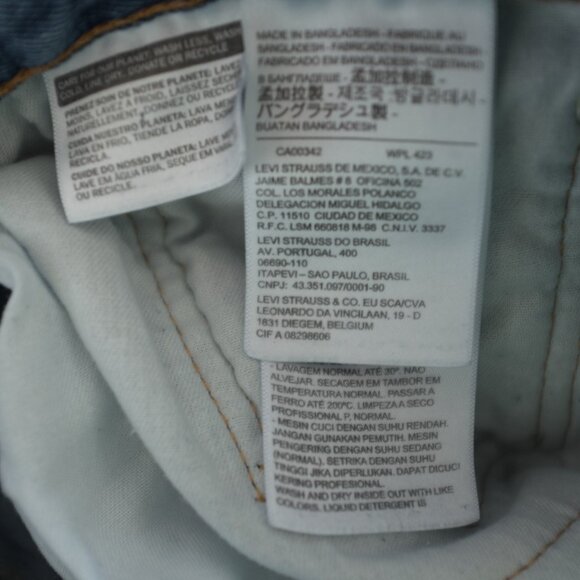 CARE FOR OUR PLANET: WASH LESS, WASH
COLD, LINE DRY, DONATE OR RECYCLE
PRENEZ SOIN DE NOTRE PLANETE: LAVEZ
MOINS, LAVEZ À FROID, LAISSEZ SÉCHER
NATURELLEMENT, DONNEZ OU RECYCLEZ
CUIDA NUESTRO PLANETA: LAVA MENOS
LAVA EN FRIO, TIENDE LA ROPA, DONA
RECICLA.
CUIDE DO NOSSO PLANETA: LAVE
LAVE EM ÁGUA FRIA, SEQUE EM VARAL
OU RECICLE.
MADE IN BANGLADESH - FABRIQUE AU
BANGLADESH - FABRICADO EN BANGLADESH -
FABRICADO EM BANGLADESH - СДЕЛАНО
В БАНГЛАДЕШЕ - 孟加拉制造 -
孟加拉製 - 제조국 방글라데시 -
バングラデシュ製 -
BUATAN BANGLADESH
CA00342 WPL 423
LEVI STRAUSS DE MEXICO, S.A. DE C.V.
JAIME BALMES # 8 OFICINA 502
COL. LOS MORALES POLANCO
DELEGACION MIGUEL HIDALGO
C.P. 11510 CIUDAD DE MEXICO
R.F.C. LSM 660818 M-98 C.N.I.V. 3337
LEVI STRAUSS DO BRASIL
AV. PORTUGAL, 400
06690-110
ITAPEVI – SAO PAULO, BRASIL
CNPJ: 43.351.097/0001-90
LEVI STRAUSS & CO. EU SCA/CVA
LEONARDO DA VINCILAAN, 19 - D
1831 DIEGEM, BELGIUM
CIF A 08298606
- LAVAGEM NORMAL ATÉ 30º. NÃO
ALVEJAR. SECAGEM EM TAMBOR EM
TEMPERATURA NORMAL. PASSAR A
FERRO ATÉ 200ºC. LIMPEZA A SECO
PROFISSIONAL P, NORMAL.
- MESIN CUCI DENGAN SUHU RENDAH.
JANGAN GUNAKAN PEMUTIH. MESIN
PENGERING DENGAN SUHU SEDANG
(NORMAL). SETRIKA DENGAN SUHU
TINGGI JIKA DIPERLUKAN. DAPAT DICUCI
KERING PROFESIONAL.
WASH AND DRY INSIDE OUT WITH LIKE
COLORS. LIQUID DETERGENT